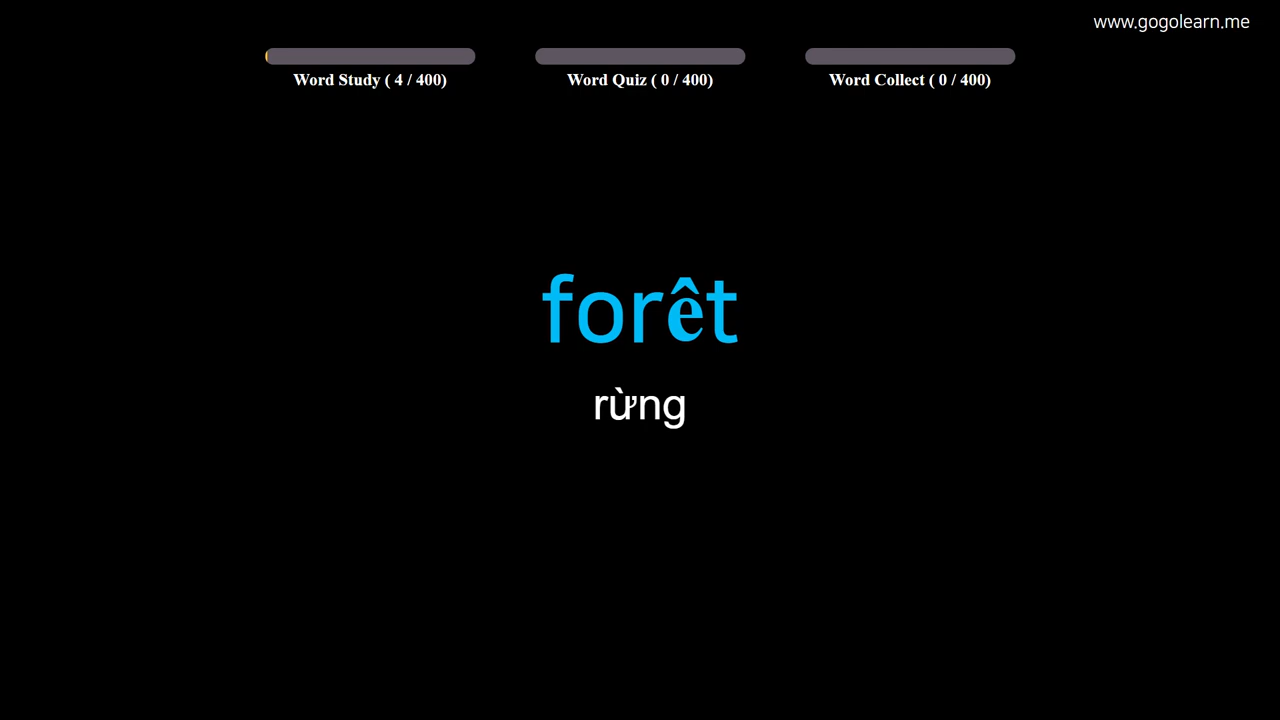 www.gogolearn.me
Word Study ( 4 / 400)
Word Quiz ( 0 / 400)
Word Collect ( 0 / 400)
forêt
rừng